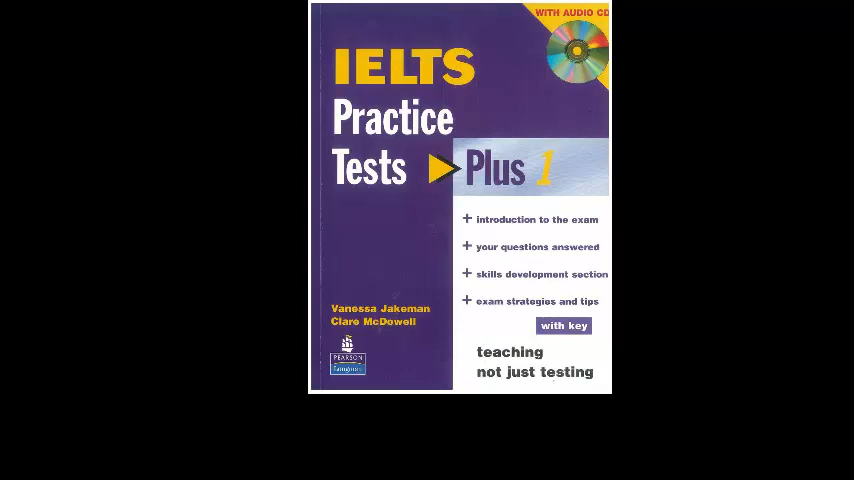 WITH AUDIO CD
IELTS
Practice
Tests
Plus 1
+ introduction to the exam
+ your questions answered
+ skills development section
+ exam strategies and tips
Vanessa Jakeman
Clare McDowell
with key
PEARSON
Longman
teaching
not just testing